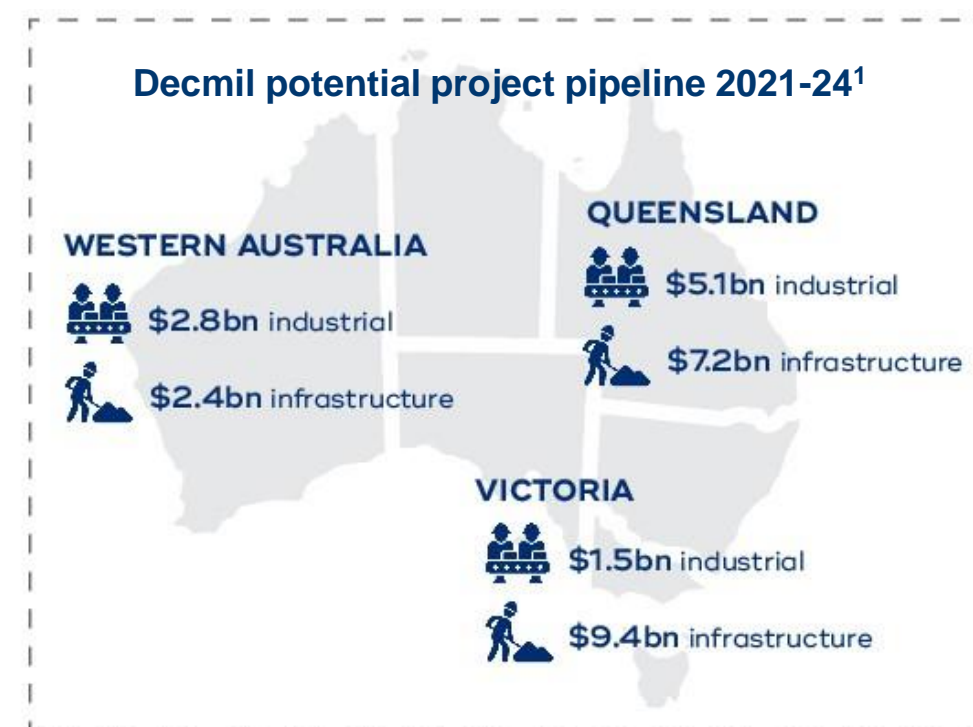 Decmil potential project pipeline 2021-24¹
WESTERN AUSTRALIA
$2.8bn industrial
$2.4bn infrastructure
QUEENSLAND
$5.1bn industrial
$7.2bn infrastructure
VICTORIA
$1.5bn industrial
$9.4bn infrastructure